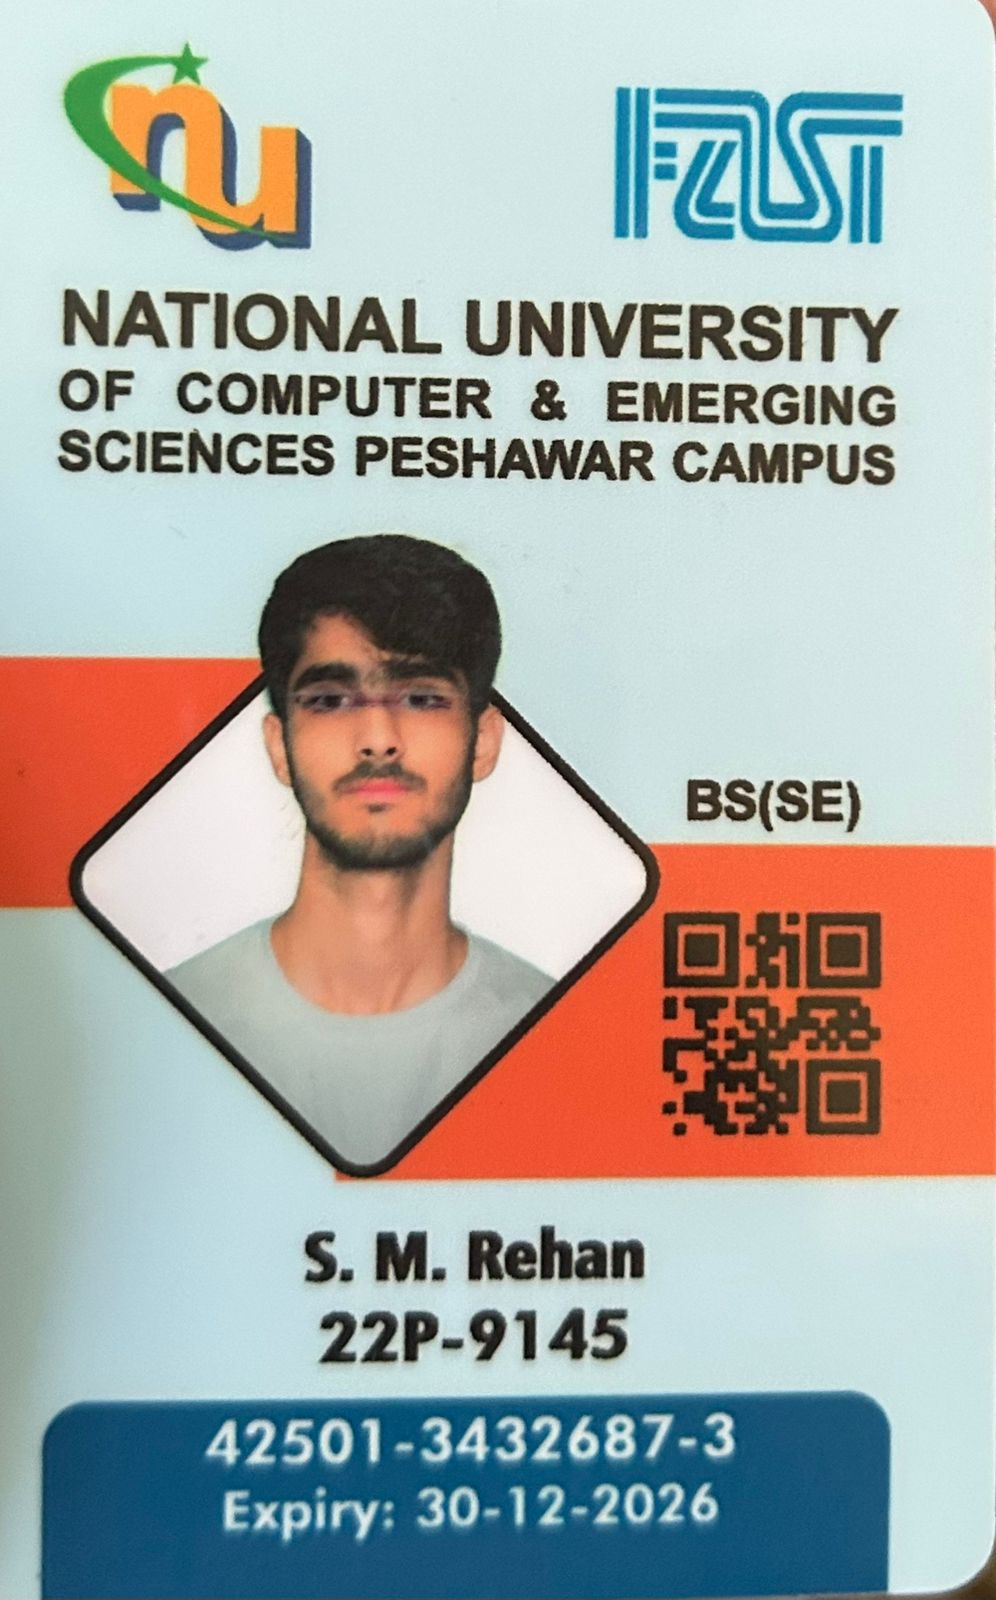 nu FAST
NATIONAL UNIVERSITY
OF COMPUTER & EMERGING
SCIENCES PESHAWAR CAMPUS
BS(SE)
S. M. Rehan
22P-9145
42501-3432687-3
Expiry: 30-12-2026